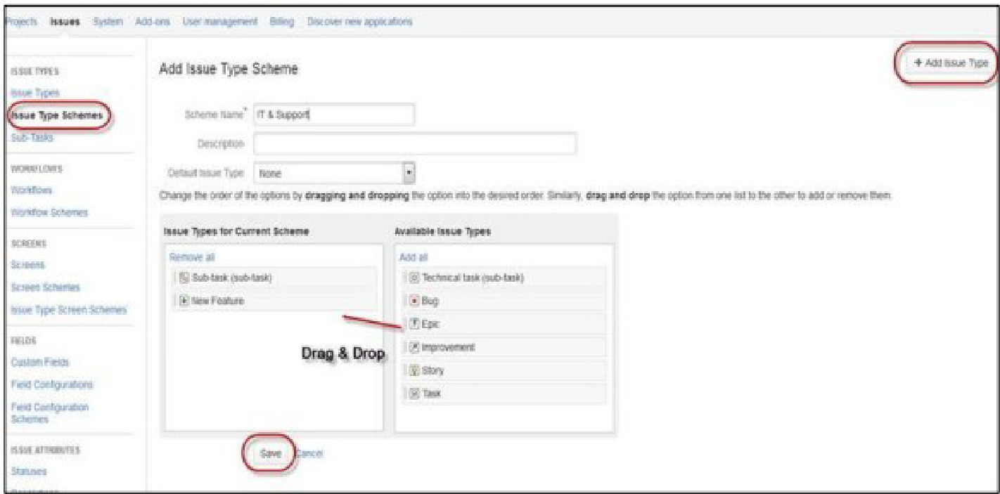 Projects Issues System Add-ons User management Billing Discover new applications
ISSUE TYPES
Issue Types
Issue Type Schemes
Sub-Tasks
WORKFLOWS
Workflows
Workflow Schemes
SCREENS
Screens
Screen Schemes
Issue Type Screen Schemes
FIELDS
Custom Fields
Field Configurations
Field Configuration
Schemes
ISSUE ATTRIBUTES
Statuses
Add Issue Type Scheme
+ Add Issue Type
Scheme Name* IT & Support
Description
Default Issue Type None
Change the order of the options by dragging and dropping the option into the desired order. Similarly, drag and drop the option from one list to the other to add or remove them.
Issue Types for Current Scheme
Remove all
Sub-task (sub-task)
New Feature
Available Issue Types
Add all
Technical task (sub-task)
Bug
Epic
Improvement
Story
Task
Drag & Drop
Save Cancel